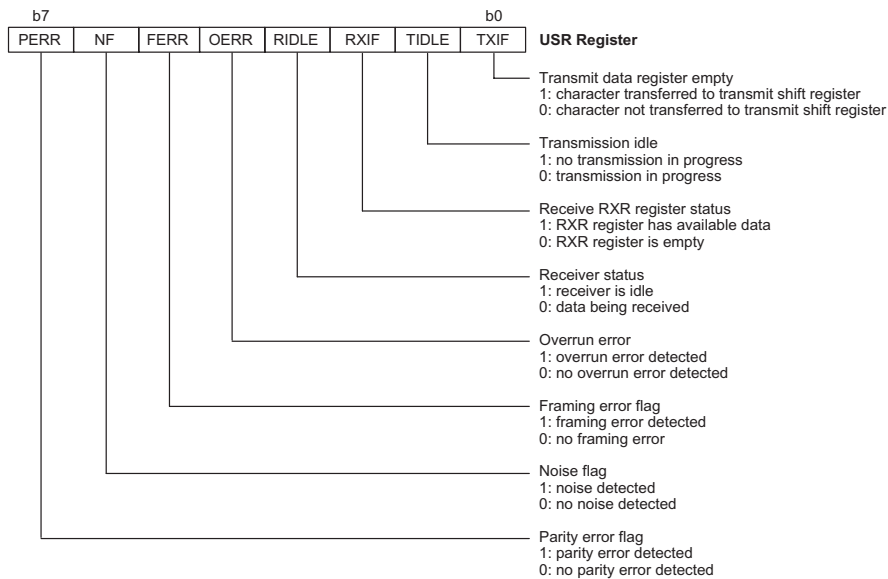 b7 b0
PERR NF FERR OERR RIDLE RXIF TIDLE TXIF USR Register
Transmit data register empty
1: character transferred to transmit shift register
0: character not transferred to transmit shift register
Transmission idle
1: no transmission in progress
0: transmission in progress
Receive RXR register status
1: RXR register has available data
0: RXR register is empty
Receiver status
1: receiver is idle
0: data being received
Overrun error
1: overrun error detected
0: no overrun error detected
Framing error flag
1: framing error detected
0: no framing error
Noise flag
1: noise detected
0: no noise detected
Parity error flag
1: parity error detected
0: no parity error detected